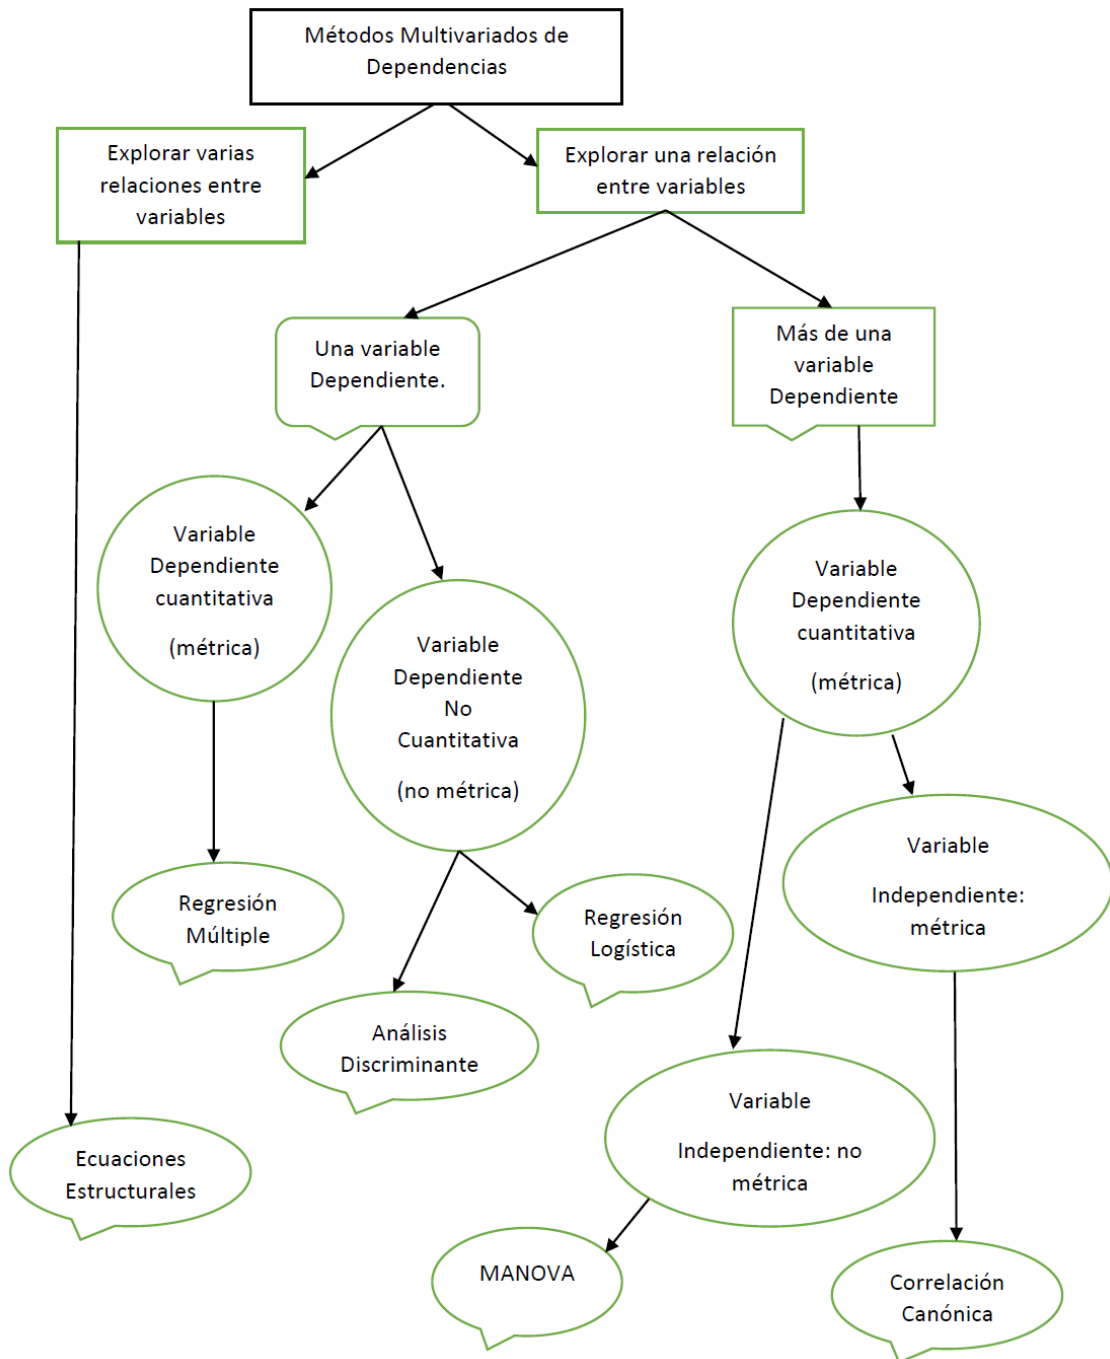 Métodos Multivariados de
Dependencias
Explorar varias
relaciones entre
variables
Explorar una relación
entre variables
Una variable
Dependiente.
Más de una
variable
Dependiente
Variable
Dependiente
cuantitativa
(métrica)
Variable
Dependiente
No
Cuantitativa
(no métrica)
Variable
Dependiente
cuantitativa
(métrica)
Variable
Independiente:
métrica
Regresión
Múltiple
Regresión
Logística
Análisis
Discriminante
Variable
Independiente: no
métrica
Ecuaciones
Estructurales
MANOVA
Correlación
Canónica